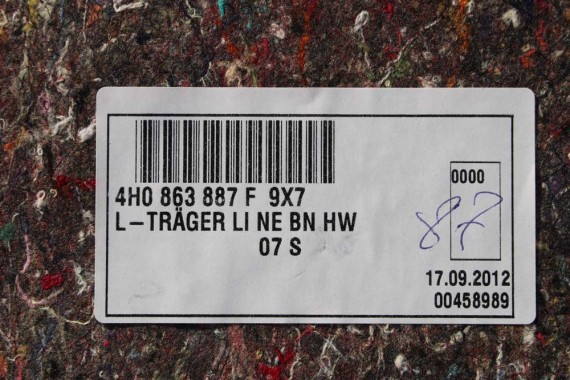 4H0 863 887 F 9X7
L-TRÄGER LI NE BN HW
07 S
0000
87
17.09.2012
00458989